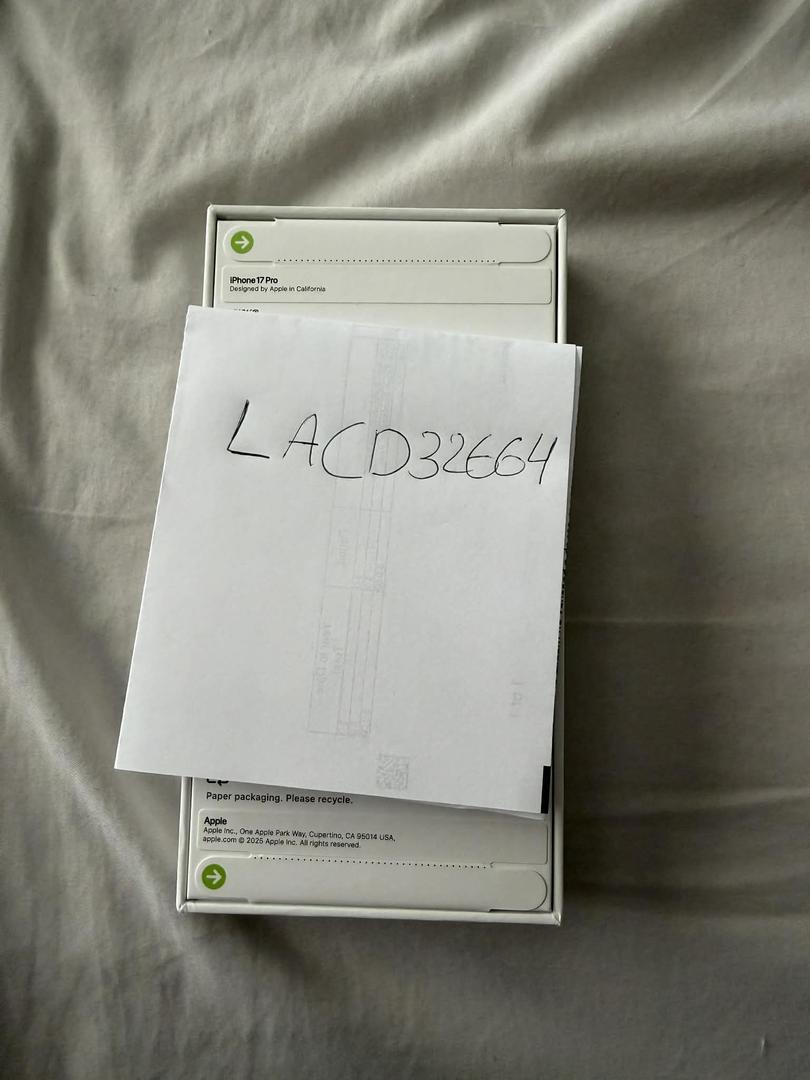 iPhone 17 Pro
Designed by Apple in California
LACD32664
Paper packaging. Please recycle.
Apple
Apple Inc., One Apple Park Way, Cupertino, CA 95014 USA.
apple.com © 2025 Apple Inc. All rights reserved.